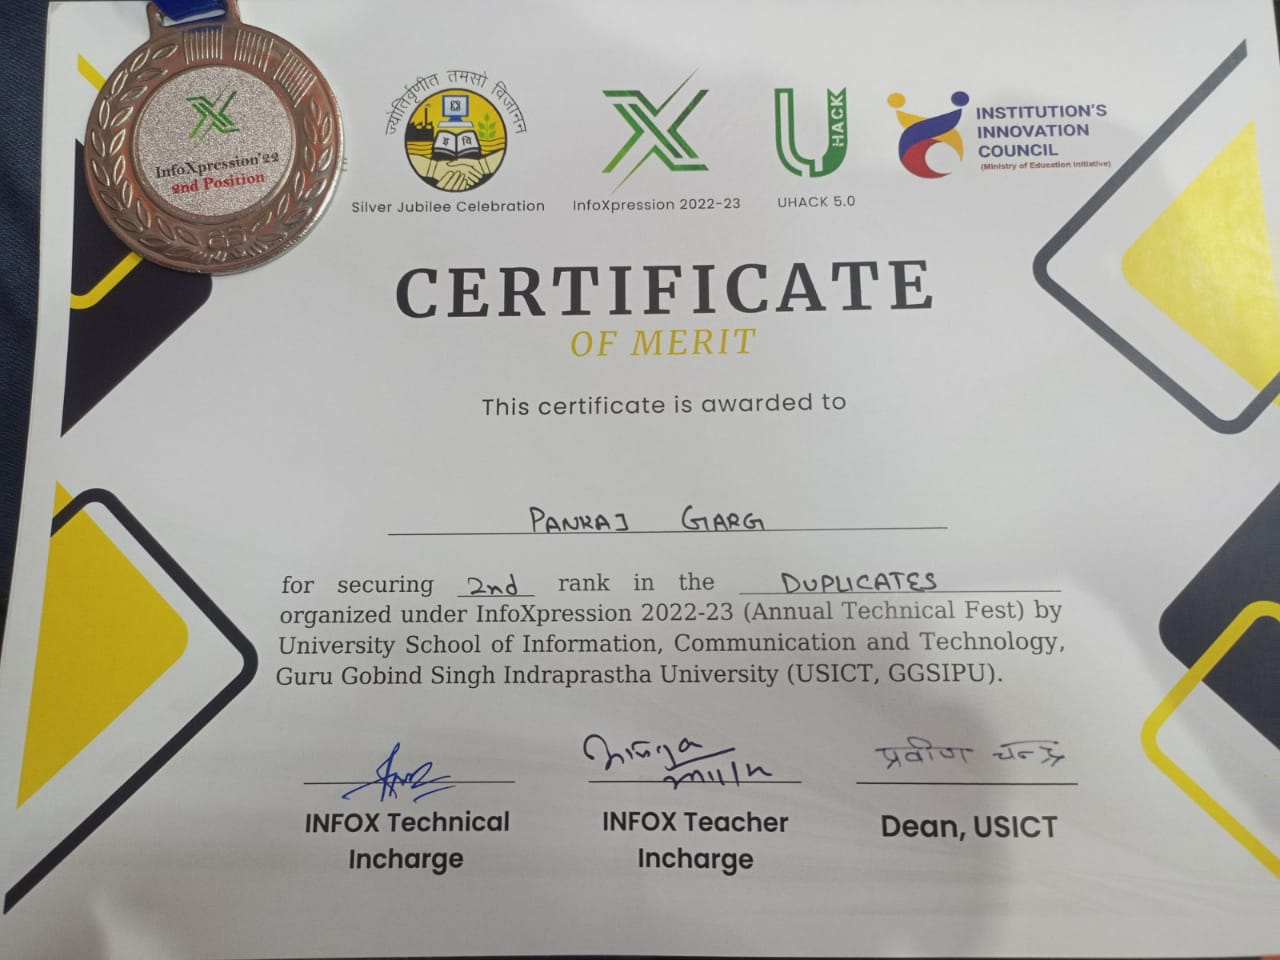 InfoXpression'22
2nd Position
ज्योतिर्वृणीत तमसो विजानन
इ वि
Silver Jubilee Celebration
InfoXpression 2022-23
UHACK
UHACK 5.0
INSTITUTION'S
INNOVATION
COUNCIL
(Ministry of Education Initiative)
CERTIFICATE
OF MERIT
This certificate is awarded to
PANKAJ GARG
for securing 2nd rank in the DUPLICATES
organized under InfoXpression 2022-23 (Annual Technical Fest) by
University School of Information, Communication and Technology,
Guru Gobind Singh Indraprastha University (USICT, GGSIPU).
प्रवीण चन्द्र
INFOX Technical
Incharge
INFOX Teacher
Incharge
Dean, USICT